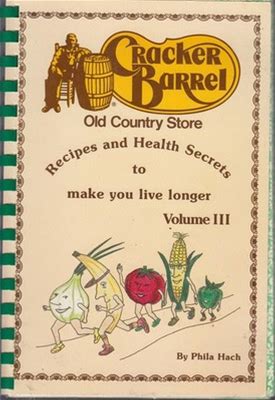 Cracker
Barrel
®
Old Country Store
Recipes and Health Secrets
to
make you live longer
Volume III
By Phila Hach